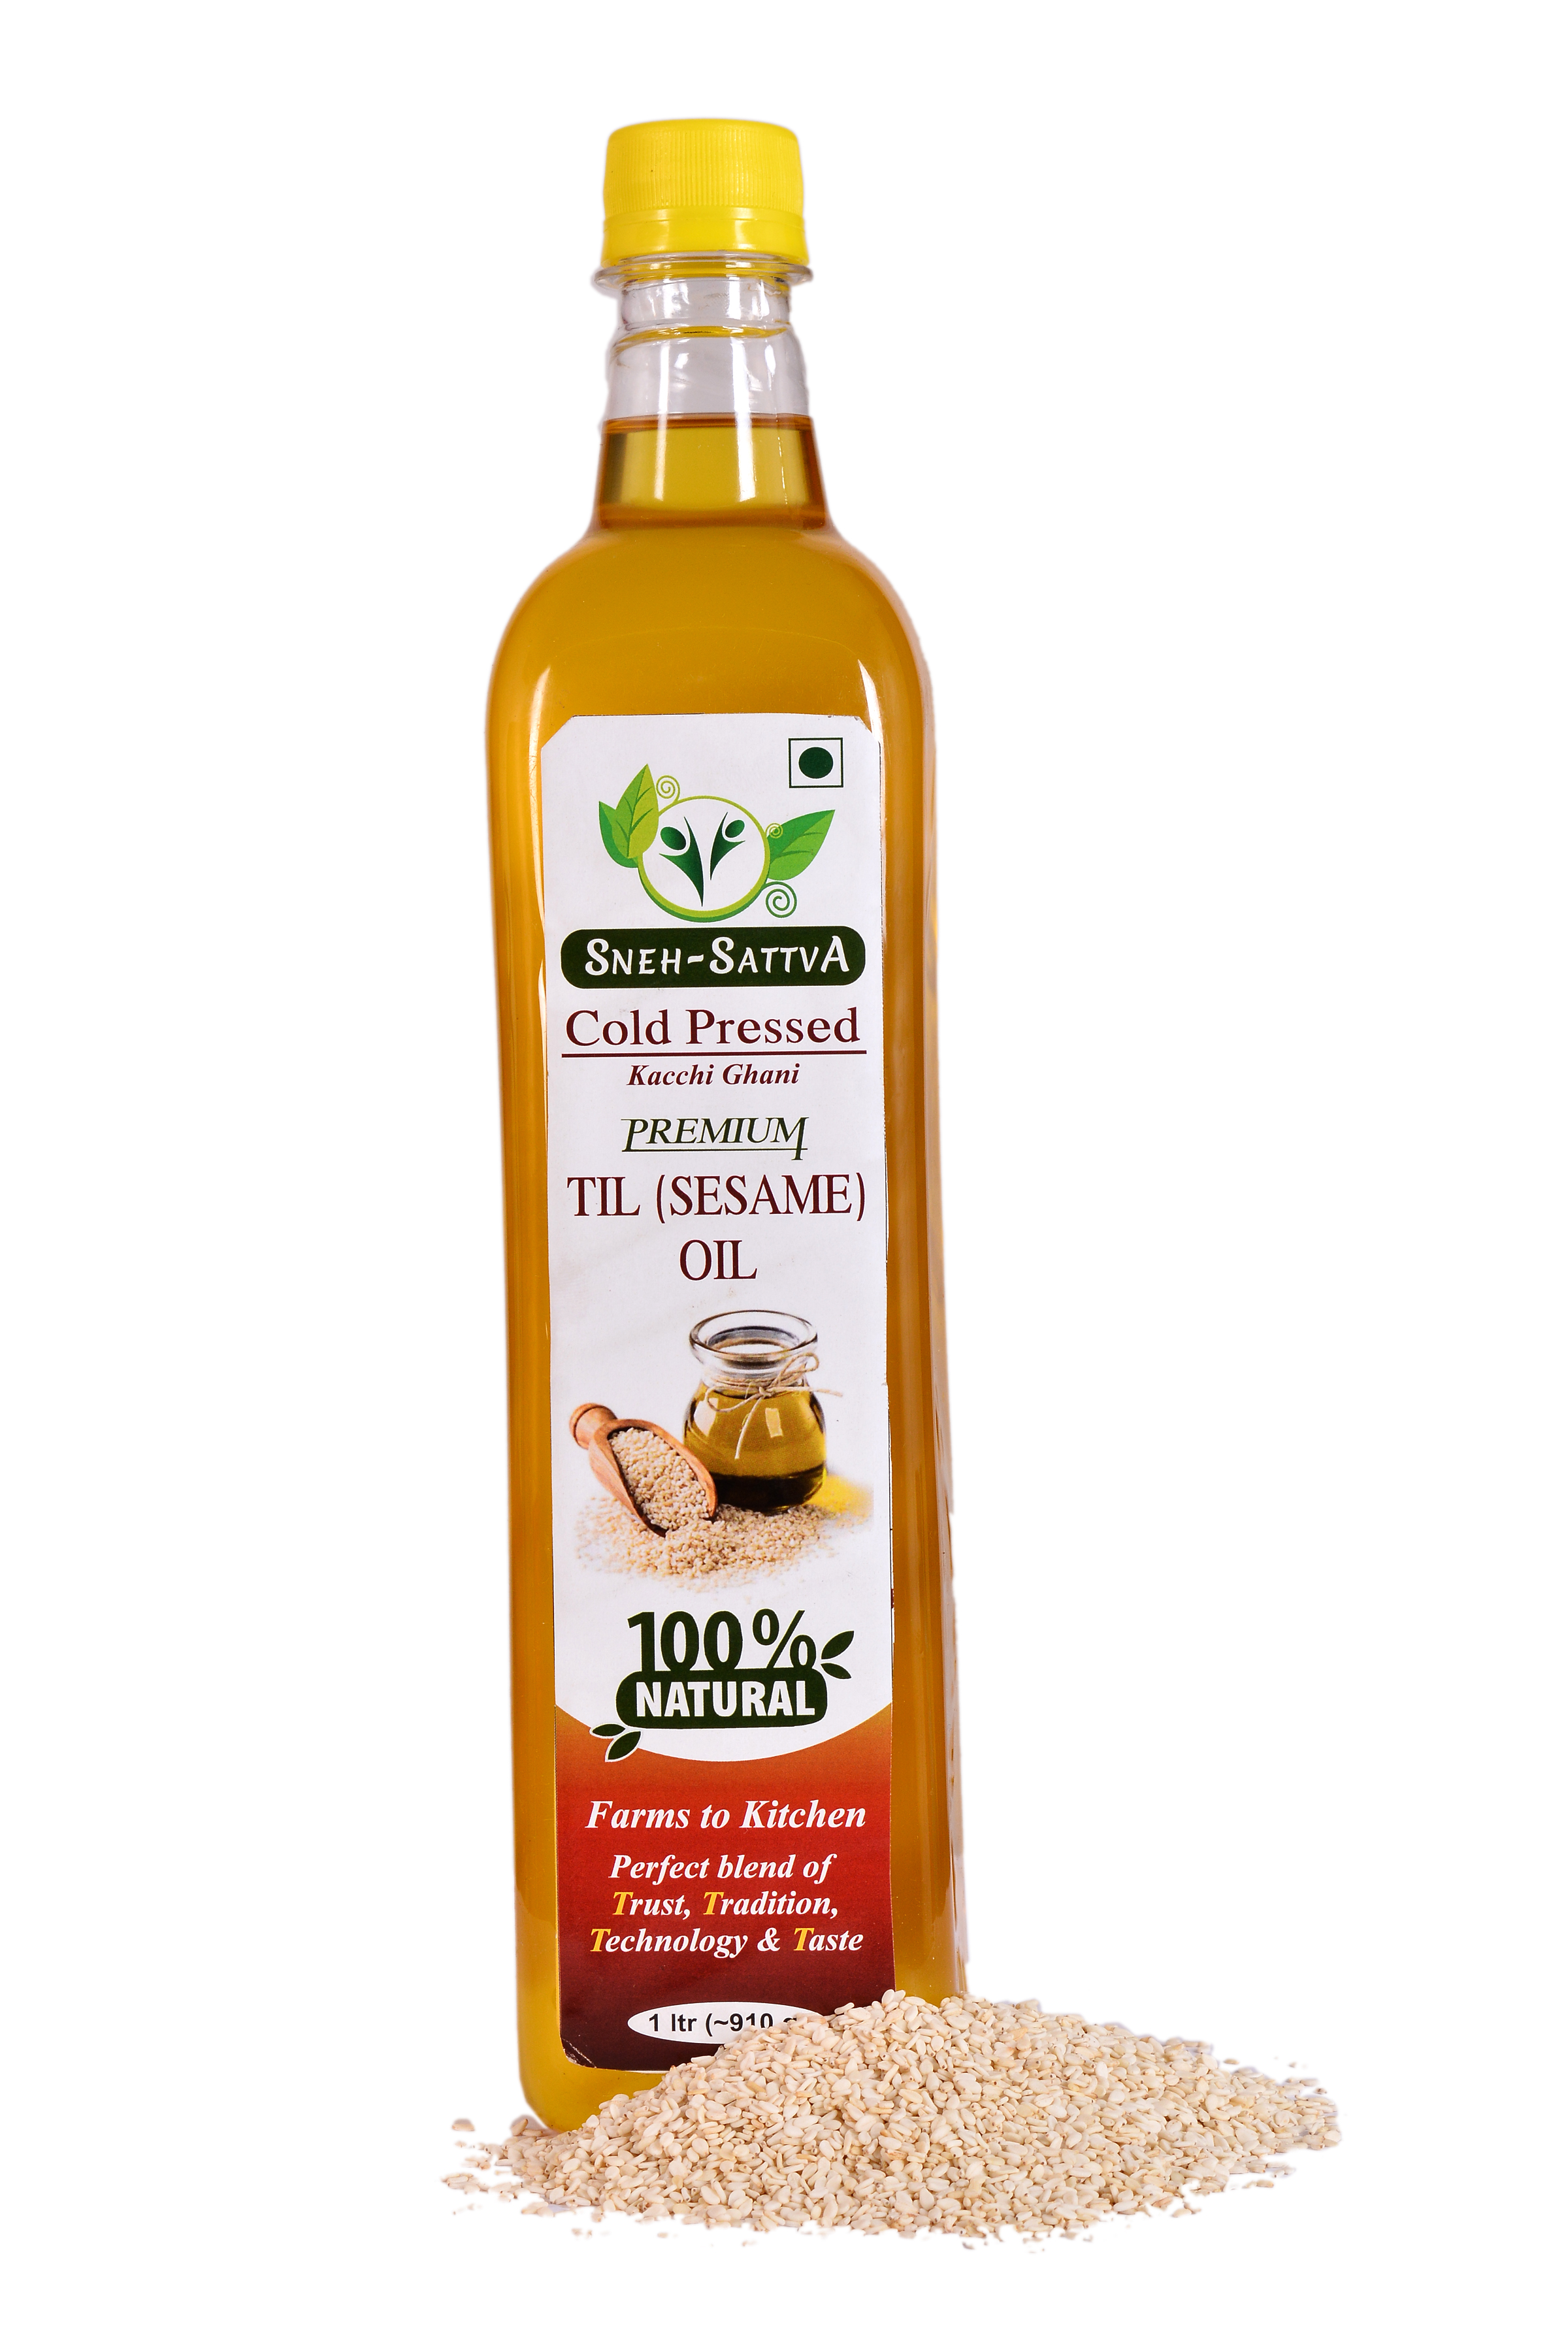 SNEH-SATTVA
Cold Pressed
Kacchi Ghani
PREMIUM
TIL (SESAME)
OIL
100%
NATURAL
Farms to Kitchen
Perfect blend of
Trust, Tradition,
Technology & Taste
1 ltr (~910